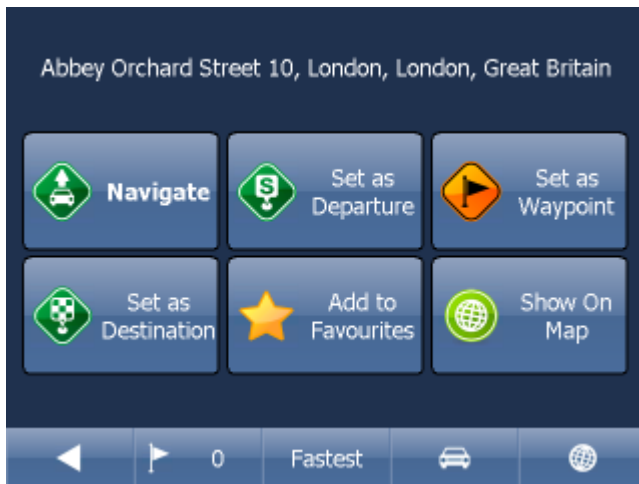 Abbey Orchard Street 10, London, London, Great Britain
Navigate
Set as
Departure
Set as
Waypoint
Set as
Destination
Add to
Favourites
Show On
Map
0
Fastest